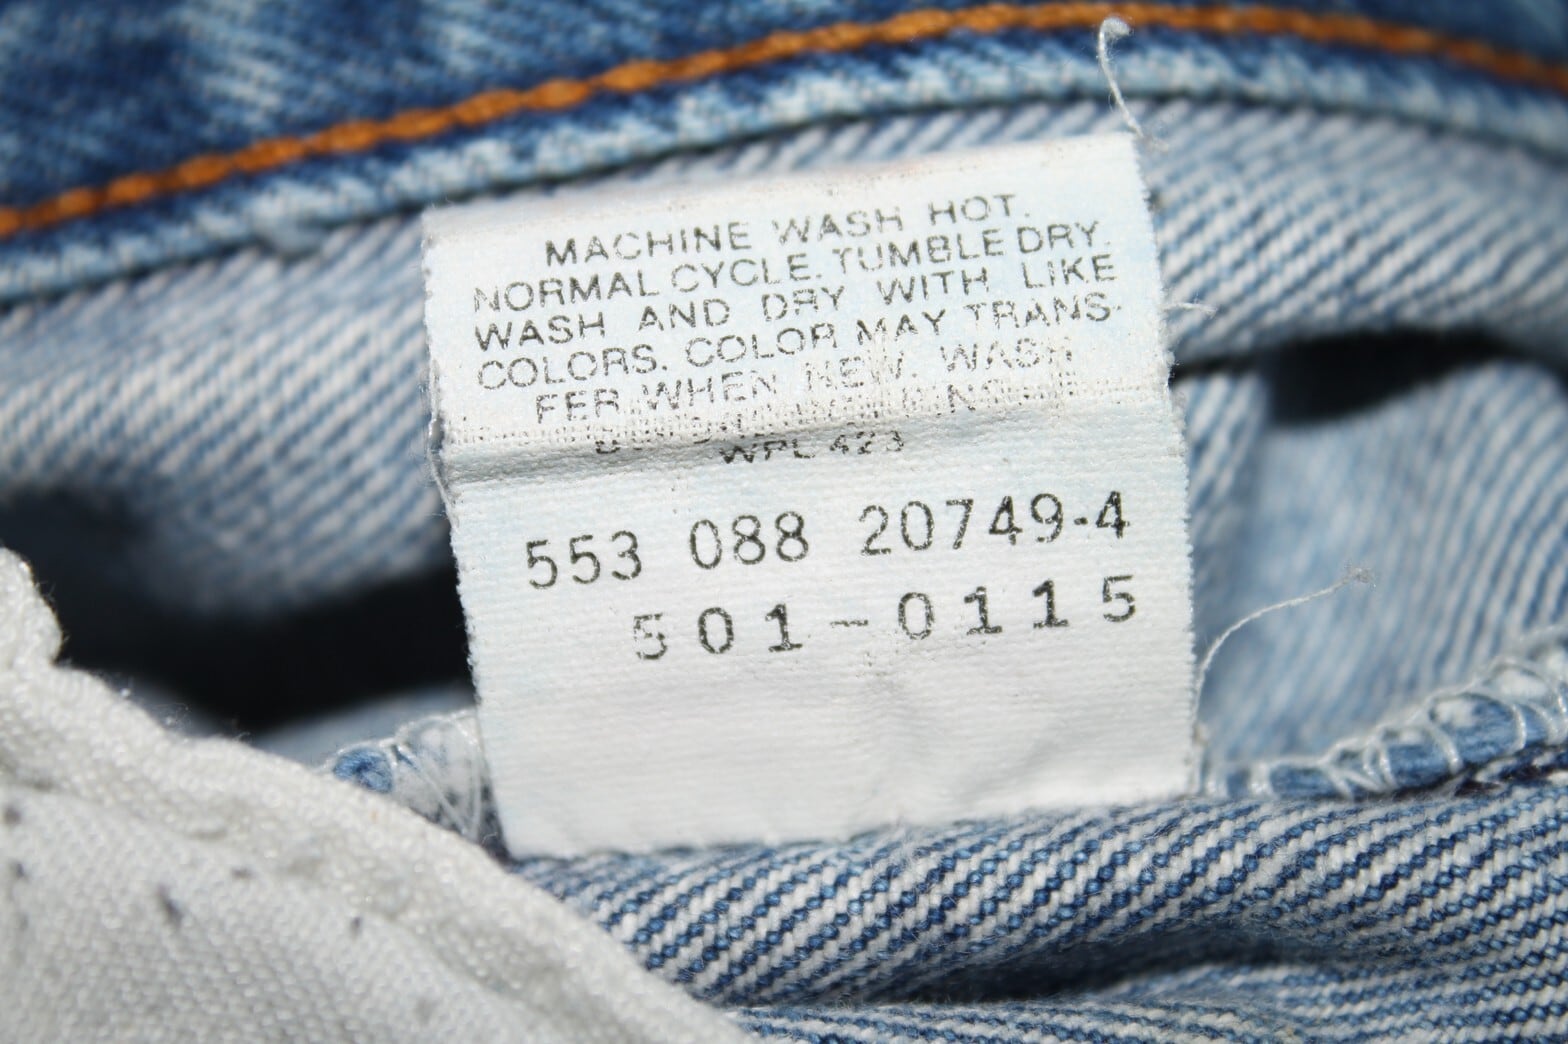 MACHINE WASH HOT.
NORMAL CYCLE. TUMBLE DRY.
WASH AND DRY WITH LIKE
COLORS. COLOR MAY TRANS-
FER WHEN NEW. WASH
WPL 423
553 088 20749-4
501-0115